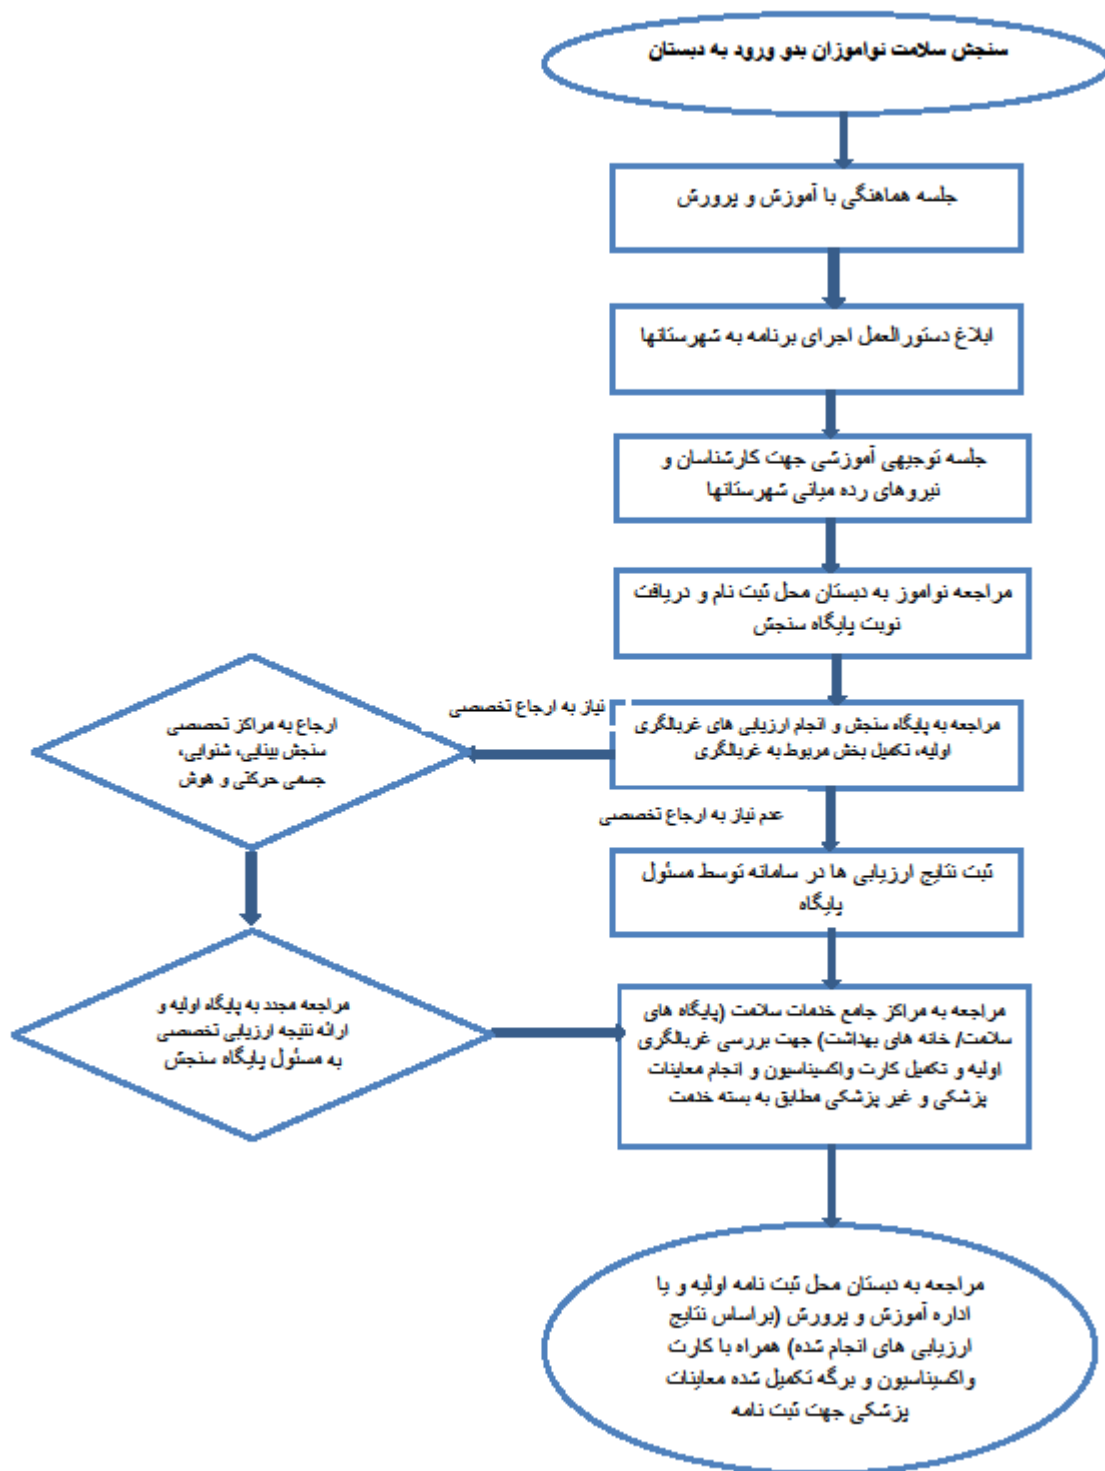 سنجش سلامت نواموزان بدو ورود به دبستان
جلسه هماهنگی با آموزش و پرورش
ابلاغ دستورالعمل اجرای برنامه به شهرستانها
جلسه توجیهی آموزشی جهت کارشناسان و
نیروهای رده میانی شهرستانها
مراجعه نواموز به دبستان محل ثبت نام و دریافت
نوبت پایگاه سنجش
مراجعه به پایگاه سنجش و انجام ارزیابی های غربالگری
اولیه، تکمیل بخش مربوط به غربالگری
نیاز به ارجاع تخصصی
ارجاع به مراکز تخصصی
سنجش بینایی، شنوایی،
جسمی حرکتی و هوش
عدم نیاز به ارجاع تخصصی
ثبت نتایج ارزیابی ها در سامانه توسط مسئول
پایگاه
مراجعه مجدد به پایگاه اولیه و
ارائه نتیجه ارزیابی تخصصی
به مسئول پایگاه سنجش
مراجعه به مراکز جامع خدمات سلامت (پایگاه های
سلامت/ خانه های بهداشت) جهت بررسی غربالگری
اولیه و تکمیل کارت واکسیناسیون و انجام معاینات
پزشکی و غیر پزشکی مطابق به بسته خدمت
مراجعه به دبستان محل ثبت نامه اولیه و یا
اداره آموزش و پرورش (براساس نتایج
ارزیابی های انجام شده) همراه با کارت
واکسیناسیون و برگه تکمیل شده معاینات
پزشکی جهت ثبت نامه